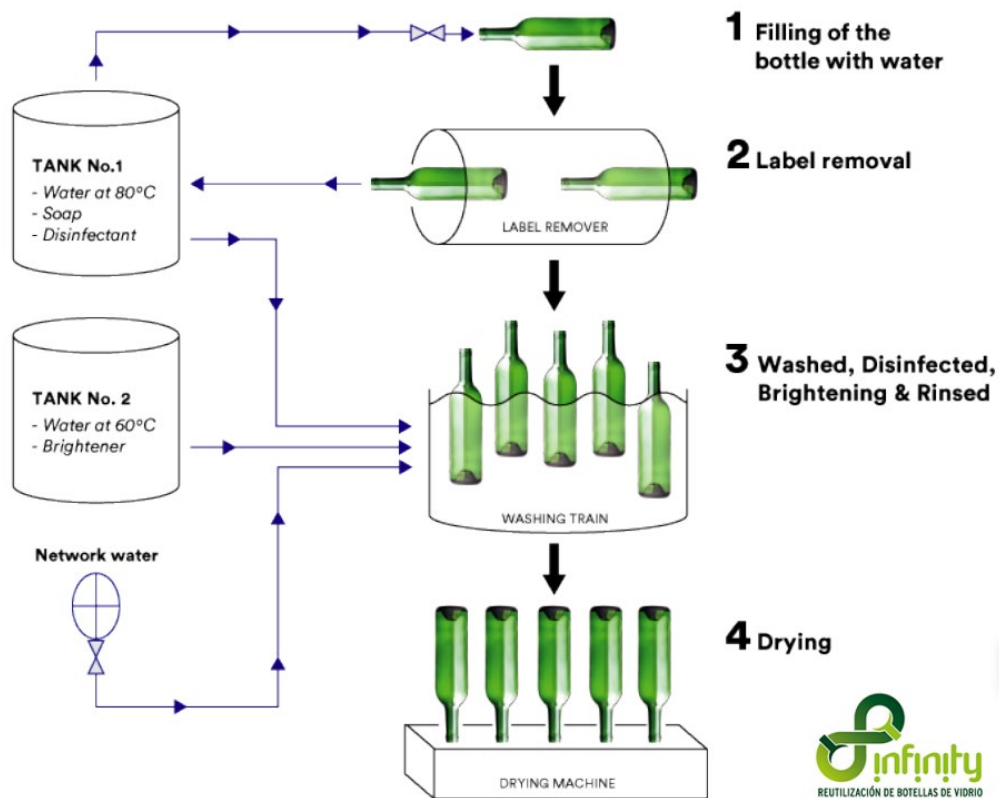 1 Filling of the
bottle with water
TANK No.1
- Water at 80ºC
- Soap
- Disinfectant
2 Label removal
LABEL REMOVER
TANK No. 2
- Water at 60ºC
- Brightener
3 Washed, Disinfected,
Brightening & Rinsed
WASHING TRAIN
Network water
4 Drying
DRYING MACHINE
infinity
REUTILIZACIÓN DE BOTELLAS DE VIDRIO